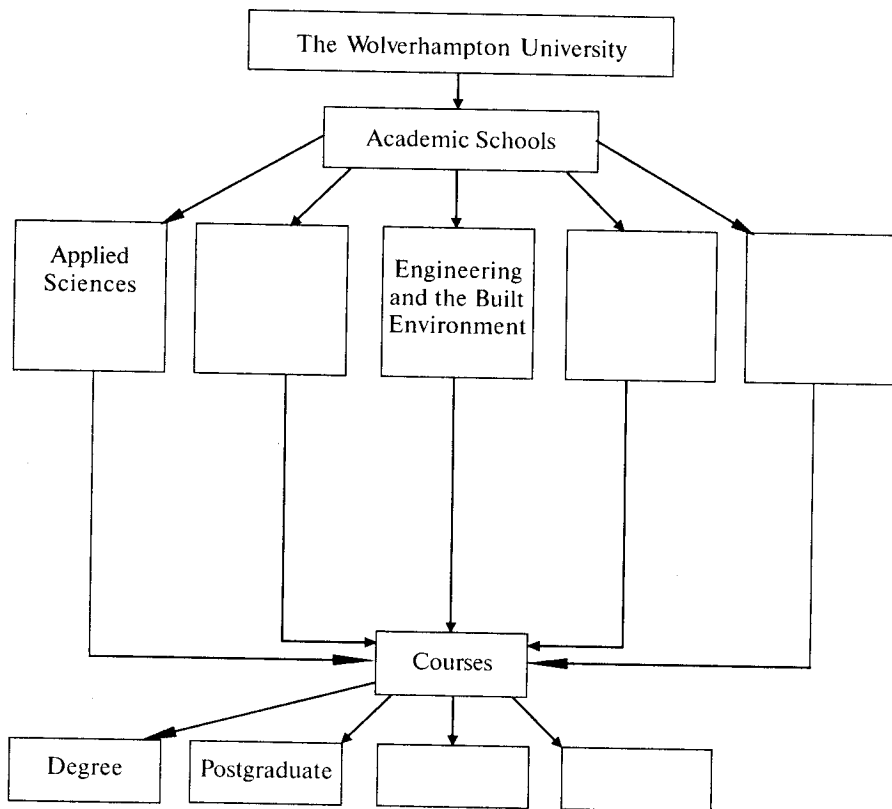 The Wolverhampton University
Academic Schools
Applied
Sciences
Engineering
and the Built
Environment
Courses
Degree
Postgraduate